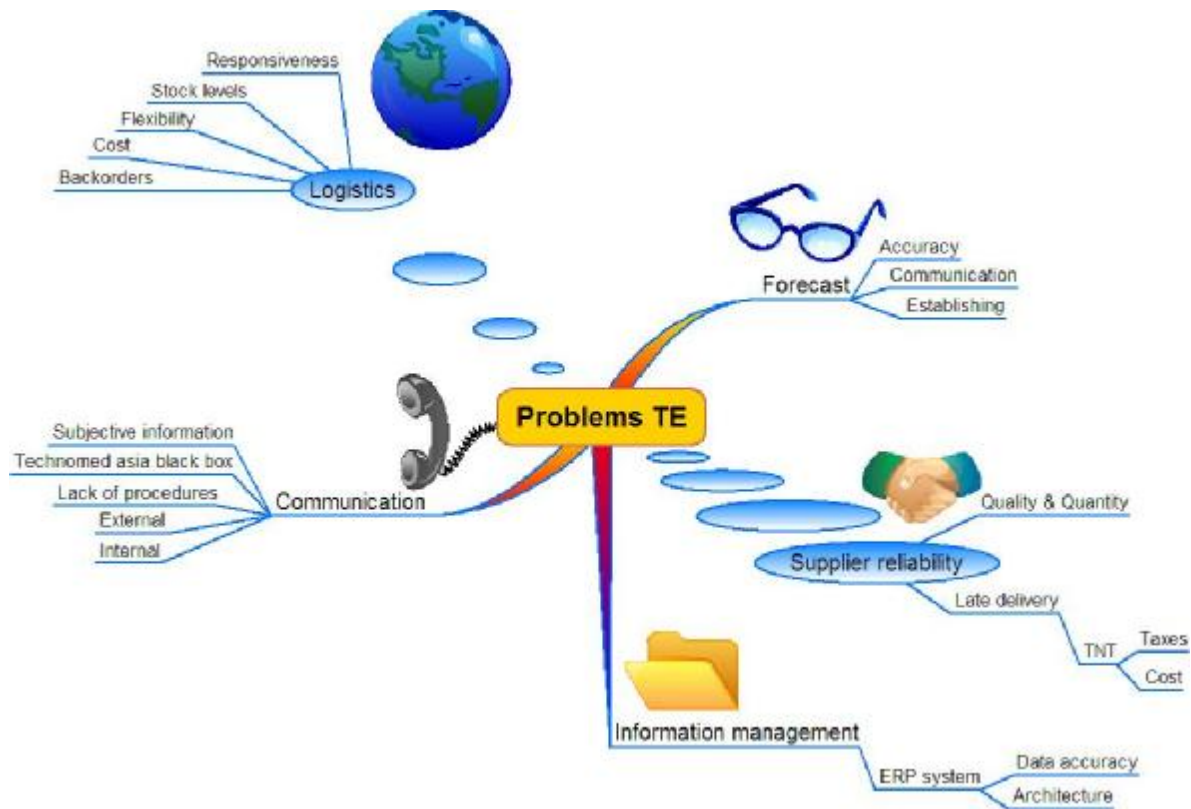 Responsiveness
Stock levels
Flexibility
Cost
Backorders
Logistics
Accuracy
Communication
Establishing
Forecast
Problems TE
Subjective information
Technomed asia black box
Lack of procedures
External
Internal
Communication
Quality & Quantity
Supplier reliability
Late delivery
TNT
Taxes
Cost
Information management
ERP system
Data accuracy
Architecture